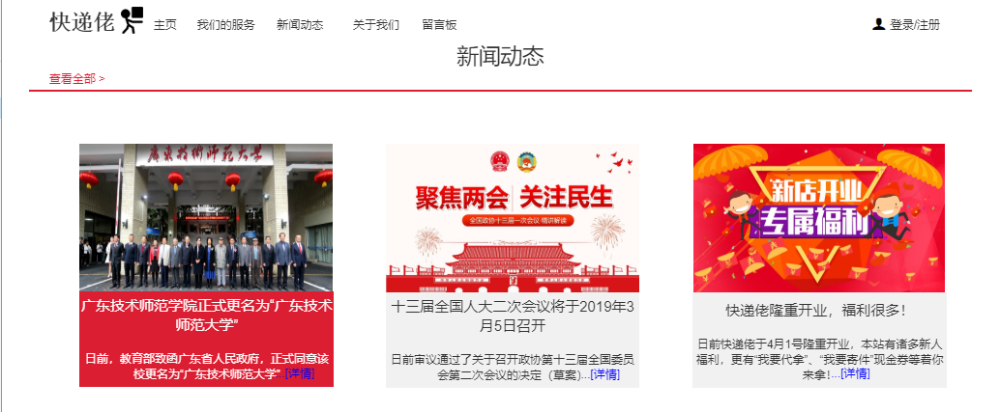 快递佬 主页 我们的服务 新闻动态 关于我们 留言板 登录/注册
新闻动态
查看全部 >
广东技术师范大学
广东技术师范学院正式更名为“广东技术
师范大学”
日前，教育部致函广东省人民政府，正式同意该
校更名为“广东技术师范大学”...[详情]
聚焦两会 关注民生
全国政协十三届一次会议·精讲解读
十三届全国人大二次会议将于2019年3
月5日召开
日前审议通过了关于召开政协第十三届全国委员
会第二次会议的决定（草案)...[详情]
新店开业
专属福利
快递佬隆重开业，福利很多！
日前快递佬于4月1号隆重开业，本站有诸多新人
福利，更有“我要代拿”、“我要寄件”现金券等着你
来拿！...[详情]